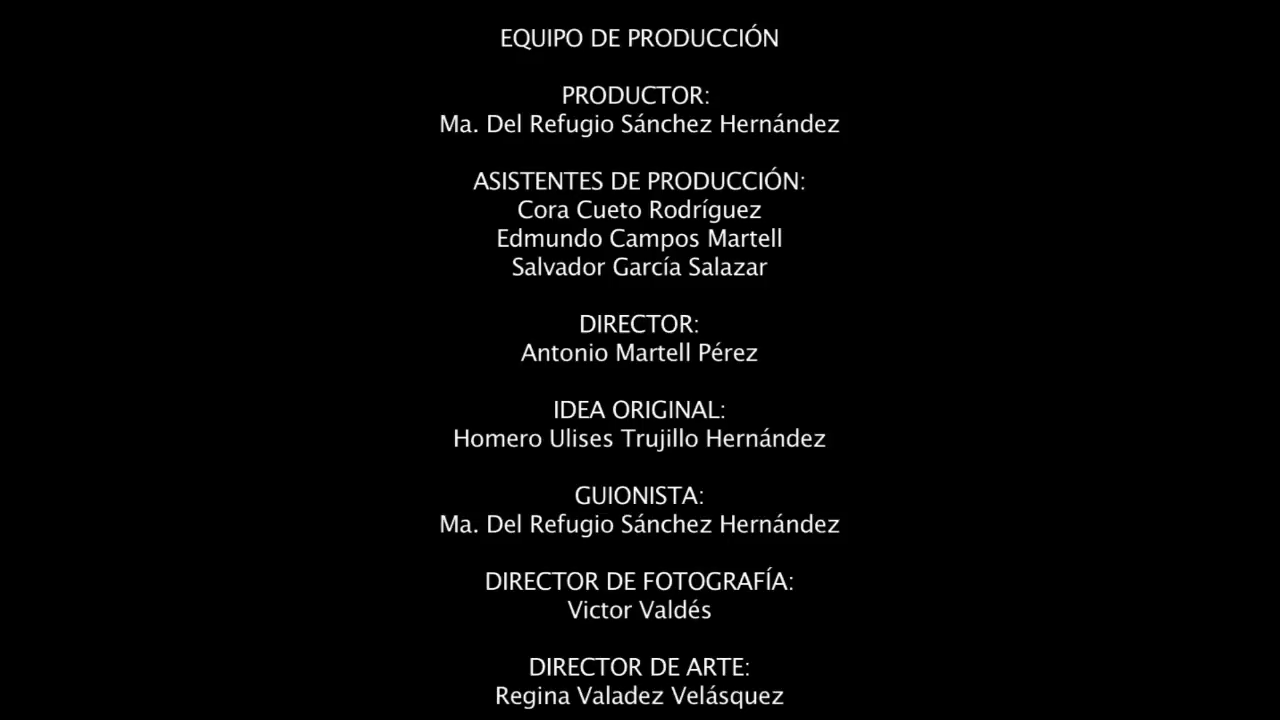 EQUIPO DE PRODUCCIÓN
PRODUCTOR:
Ma. Del Refugio Sánchez Hernández
ASISTENTES DE PRODUCCIÓN:
Cora Cueto Rodríguez
Edmundo Campos Martell
Salvador García Salazar
DIRECTOR:
Antonio Martell Pérez
IDEA ORIGINAL:
Homero Ulises Trujillo Hernández
GUIONISTA:
Ma. Del Refugio Sánchez Hernández
DIRECTOR DE FOTOGRAFÍA:
Victor Valdés
DIRECTOR DE ARTE:
Regina Valadez Velásquez